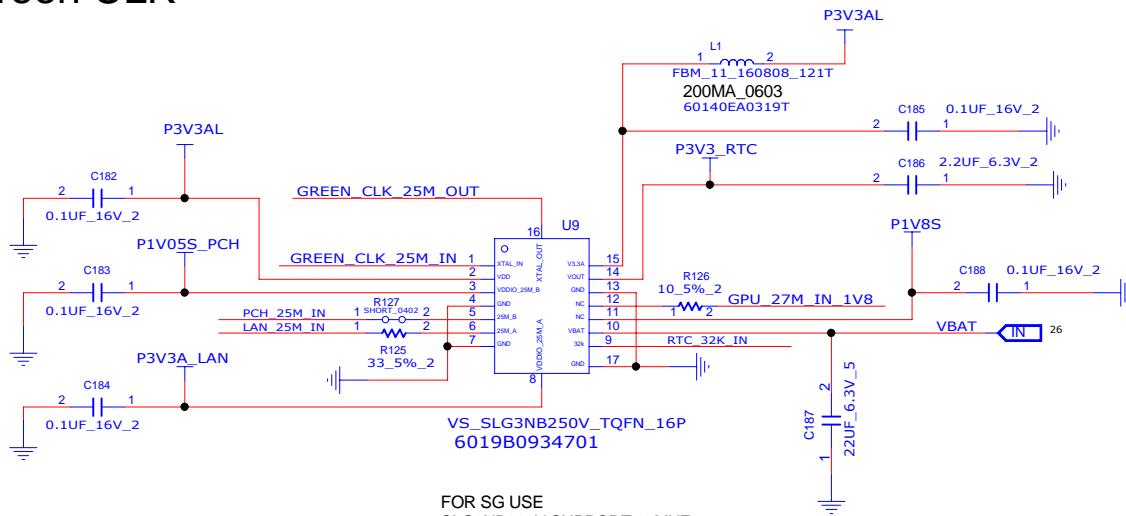 P3V3AL
L1
1 2
FBM_11_160808_121T
200MA_0603
60140EA0319T
C185
0.1UF_16V_2
2 1
P3V3_RTC
C186
2.2UF_6.3V_2
2 1
P3V3AL
C182
2 1
0.1UF_16V_2
GREEN_CLK_25M_OUT
16
U9
P1V8S
P1V05S_PCH
C183
2 1
0.1UF_16V_2
GREEN_CLK_25M_IN
1 XTAL_IN
2 VDD
3 VDDIO_25M_B
4 GND
5 25M_B
6 25M_A
7 GND
XTAL_OUT
VDDIO_25M_A
8
V3.3A 15
VOUT 14
GND 13
NC 12
NC 11
VBAT 10
32k 9
GND 17
R126
10_5%_2
1 2
GPU_27M_IN_1V8
C188
0.1UF_16V_2
2 1
PCH_25M_IN
R127
1 SHORT_0402 2
LAN_25M_IN
1 2
R125
33_5%_2
VBAT
IN 26
RTC_32K_IN
P3V3A_LAN
C184
2 1
0.1UF_16V_2
C187
2
1
22UF_6.3V_5
VS_SLG3NB250V_TQFN_16P
6019B0934701
FOR SG USE